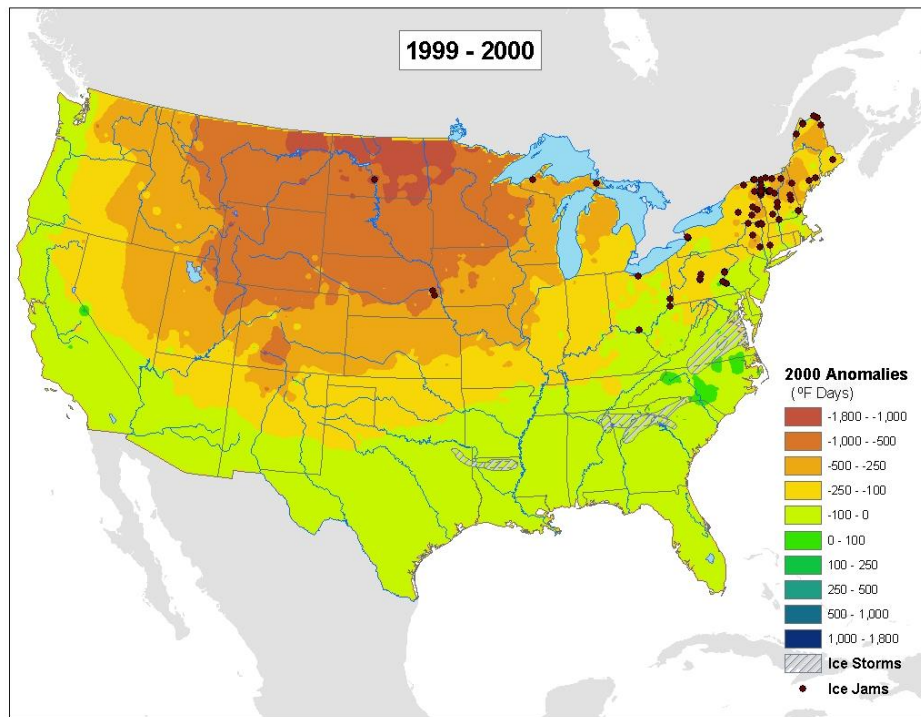 1999 - 2000
2000 Anomalies
(ºF Days)
-1,800 - -1,000
-1,000 - -500
-500 - -250
-250 - -100
-100 - 0
0 - 100
100 - 250
250 - 500
500 - 1,000
1,000 - 1,800
Ice Storms
Ice Jams